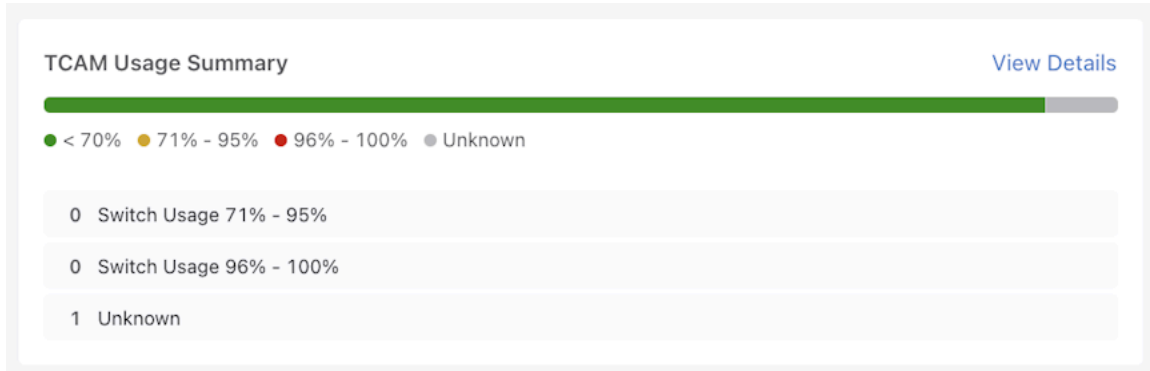 TCAM Usage Summary View Details
< 70% 71% - 95% 96% - 100% Unknown
0 Switch Usage 71% - 95%
0 Switch Usage 96% - 100%
1 Unknown